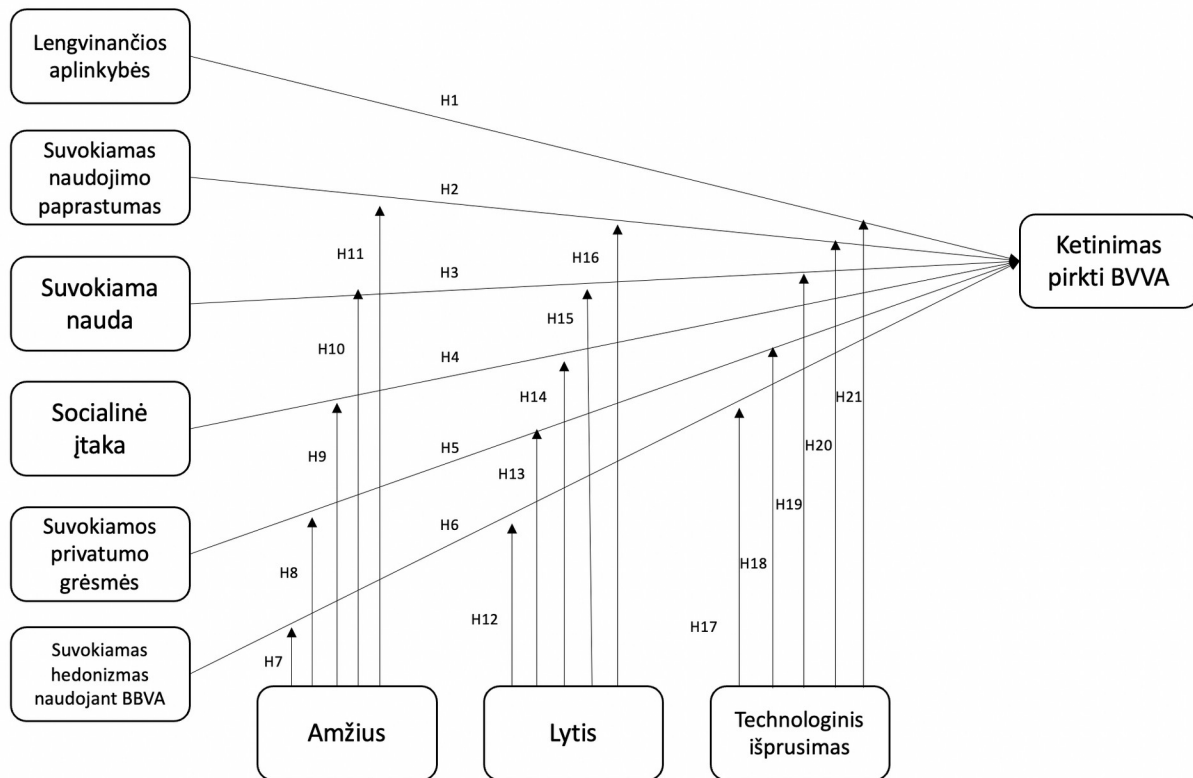 Lengvinančios
aplinkybės
H1
Suvokiamas
naudojimo
paprastumas
H2
H11
H16
Ketinimas
pirkti BVVA
Suvokiama
nauda
H3
H15
H10
H4
H14
H21
Socialinė
įtaka
H9
H5
H13
H20
H19
Suvokiamos
privatumo
grėsmės
H6
H8
H18
H12
H17
Suvokiamas
hedonizmas
naudojant BBVA
H7
Amžius
Lytis
Technologinis
išprusimas